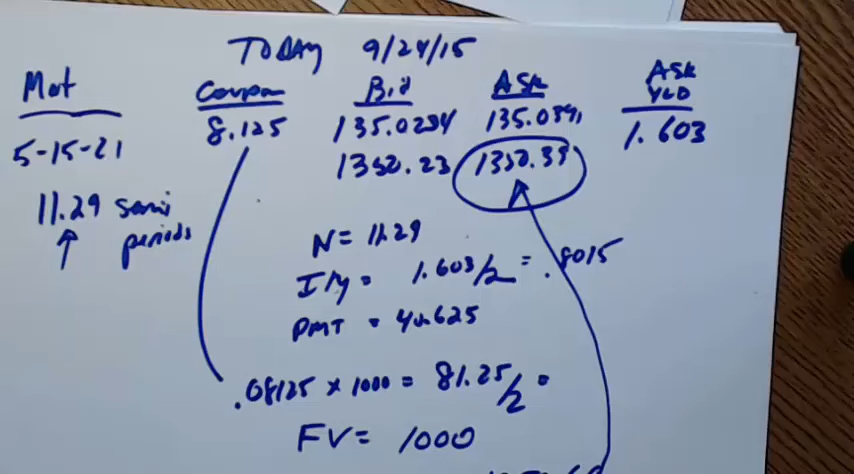 TODAY 9/24/15
Mat Coupon Bid Ask Ask YLD
5-15-21 8.125 135.0234 135.0391 1.603
1350.23 1350.39
11.29 semi periods
N = 11.29
I/Y = 1.603/2 = .8015
PMT = 40.625
.08125 x 1000 = 81.25/2 =
FV = 1000